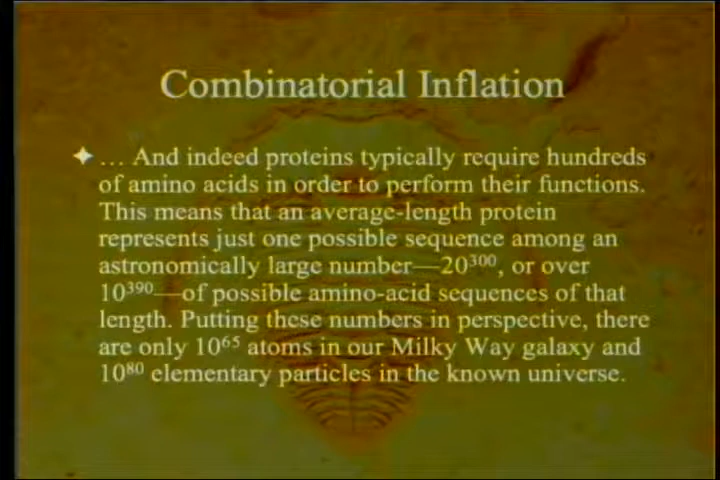 Combinatorial Inflation
✦ … And indeed proteins typically require hundreds
of amino acids in order to perform their functions.
This means that an average-length protein
represents just one possible sequence among an
astronomically large number—20³⁰⁰, or over
10³⁹⁰—of possible amino-acid sequences of that
length. Putting these numbers in perspective, there
are only 10⁶⁵ atoms in our Milky Way galaxy and
10⁸⁰ elementary particles in the known universe.